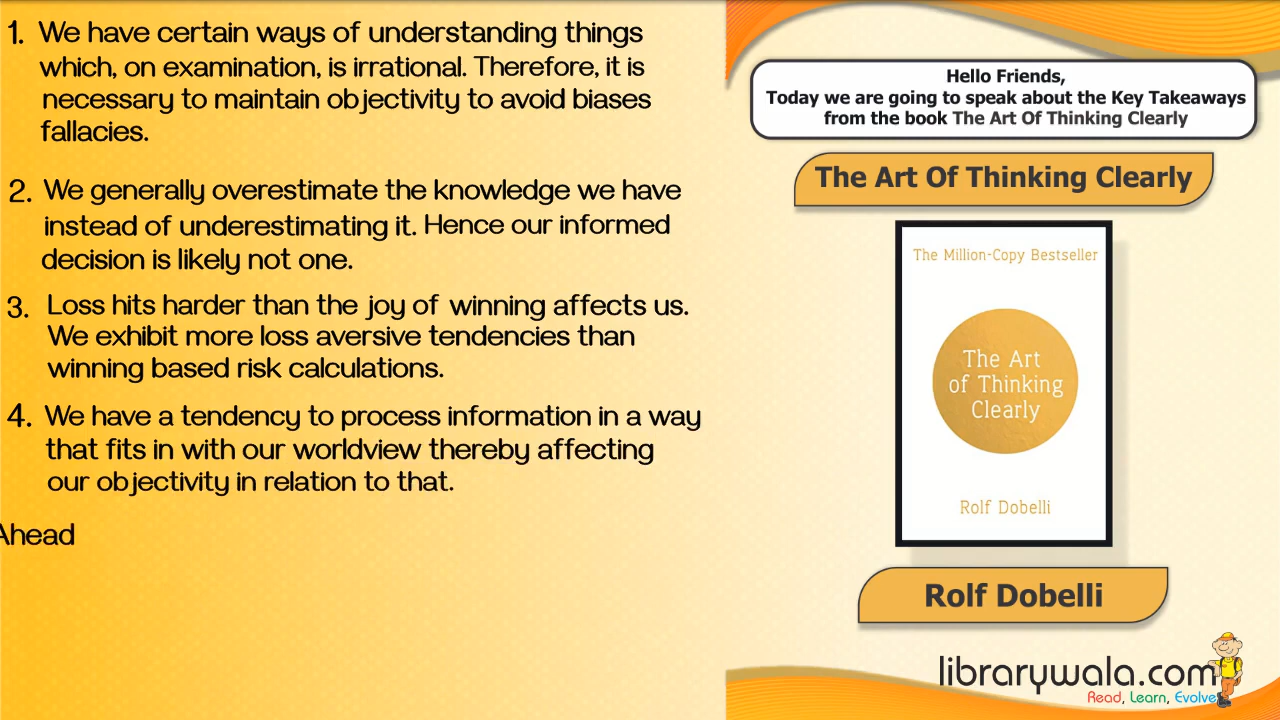 1. We have certain ways of understanding things
which, on examination, is irrational. Therefore, it is
necessary to maintain objectivity to avoid biases
fallacies.
2. We generally overestimate the knowledge we have
instead of underestimating it. Hence our informed
decision is likely not one.
3. Loss hits harder than the joy of winning affects us.
We exhibit more loss aversive tendencies than
winning based risk calculations.
4. We have a tendency to process information in a way
that fits in with our worldview thereby affecting
our objectivity in relation to that.
Ahead
Hello Friends,
Today we are going to speak about the Key Takeaways
from the book The Art Of Thinking Clearly
The Art Of Thinking Clearly
The Million-Copy Bestseller
The Art
of Thinking
Clearly
Rolf Dobelli
Rolf Dobelli
librarywala.com
Read, Learn, Evolve